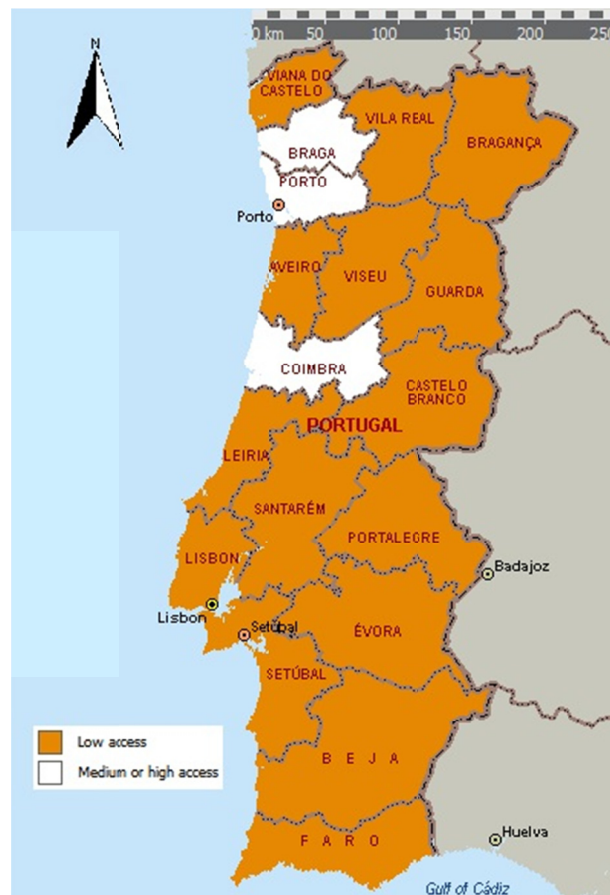 0 km 50 100 150 200 250
N
VIANA DO
CASTELO
VILA REAL
BRAGANÇA
BRAGA
PORTO
Porto
AVEIRO
VISEU
GUARDA
COIMBRA
CASTELO
BRANCO
PORTUGAL
LEIRIA
SANTARÉM
PORTALEGRE
LISBON
Badajoz
Lisbon
Setúbal
ÉVORA
SETÚBAL
Low access
Medium or high access
BEJA
Huelva
FARO
Gulf of Cádiz